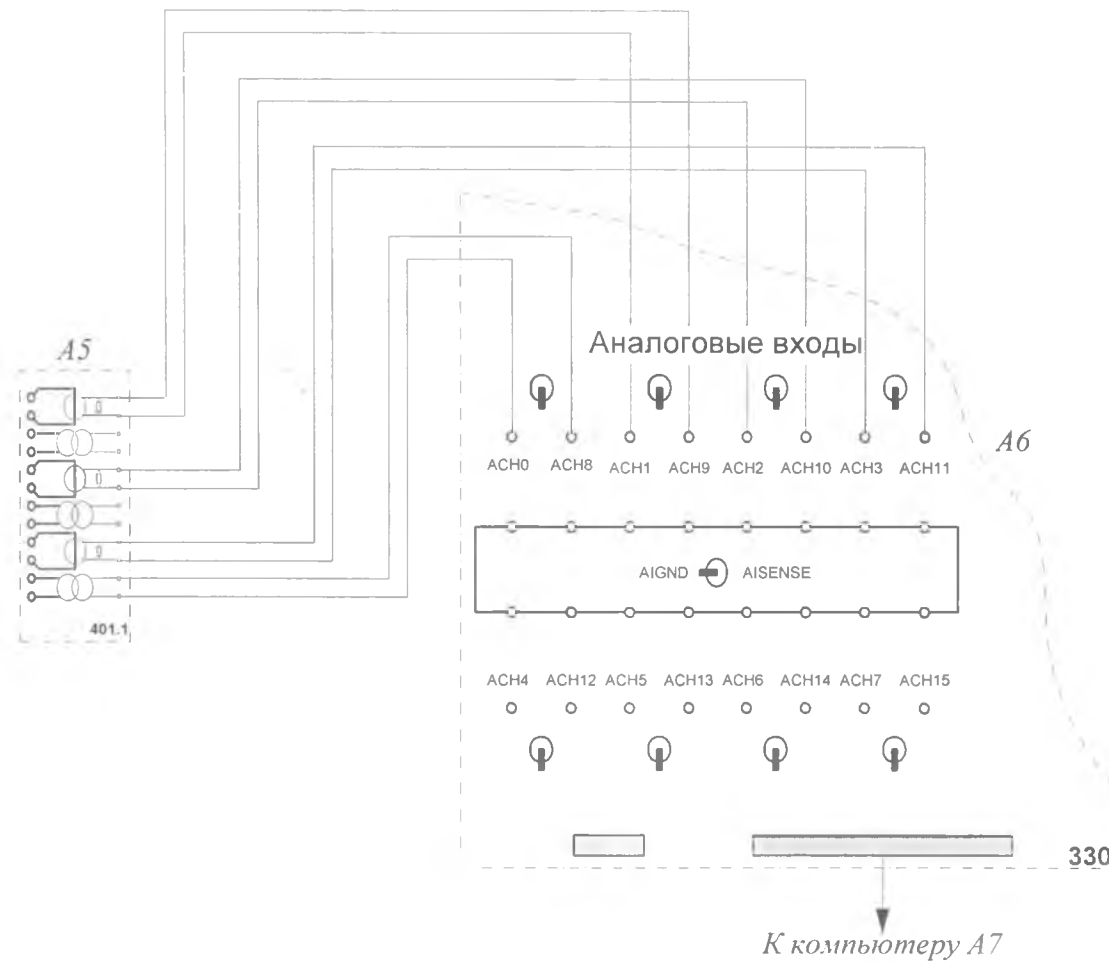 A5
401.1
Аналоговые входы
A6
ACH0 ACH8 ACH1 ACH9 ACH2 ACH10 ACH3 ACH11
AIGND AISENSE
ACH4 ACH12 ACH5 ACH13 ACH6 ACH14 ACH7 ACH15
330
К компьютеру A7